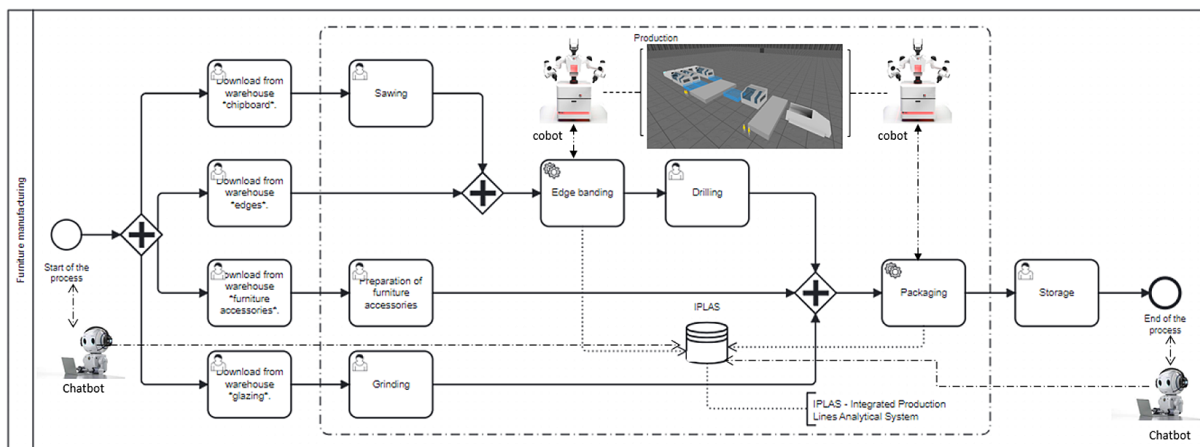 Furniture manufacturing
Start of the
process
Chatbot
Download from
warehouse
*chipboard*.
Download from
warehouse
*edges*.
Download from
warehouse
*furniture
accessories*.
Download from
warehouse
*glazing*.
Production
Sawing
cobot
cobot
Edge banding
Drilling
Preparation of
furniture
accessories
Grinding
IPLAS
IPLAS - Integrated Production
Lines Analytical System
Packaging
Storage
End of the
process
Chatbot